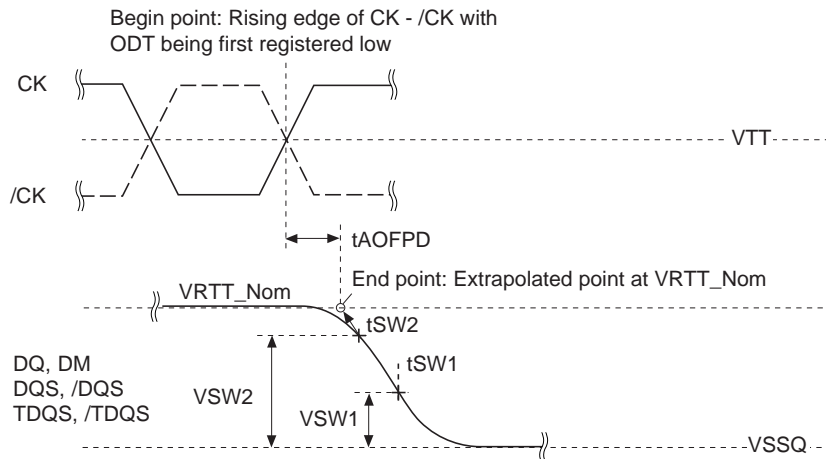 Begin point: Rising edge of CK - /CK with
ODT being first registered low
CK
VTT
/CK
tAOFPD
End point: Extrapolated point at VRTT_Nom
VRTT_Nom
tSW2
tSW1
DQ, DM
DQS, /DQS
TDQS, /TDQS
VSW2
VSW1
VSSQ